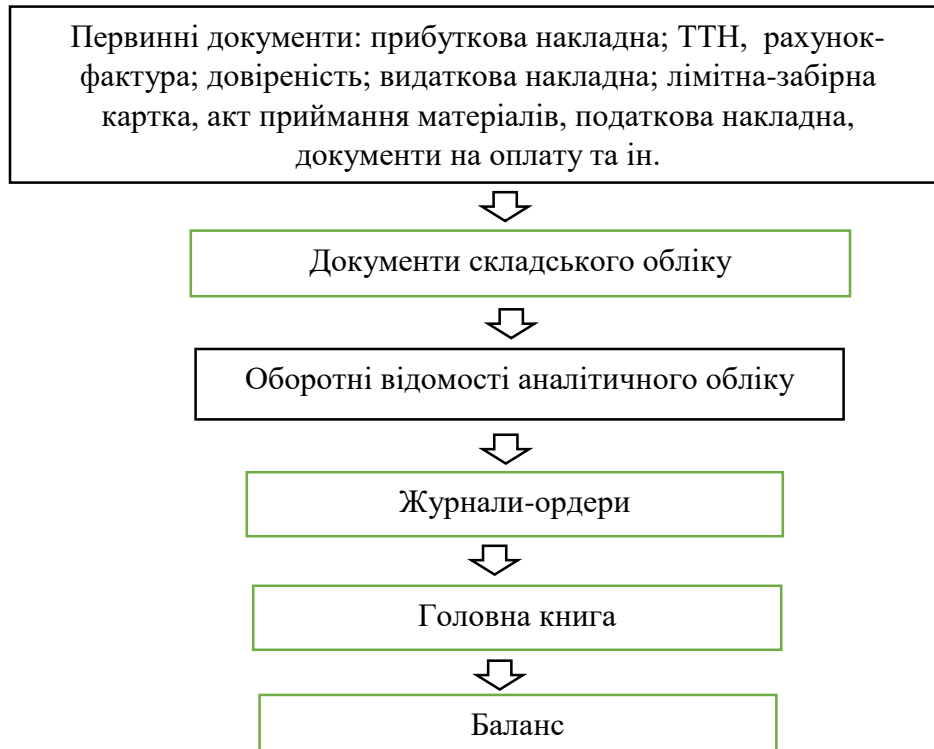 Первинні документи: прибуткова накладна; ТТН, рахунок-
фактура; довіреність; видаткова накладна; лімітна-забірна
картка, акт приймання матеріалів, податкова накладна,
документи на оплату та ін.
Документи складського обліку
Оборотні відомості аналітичного обліку
Журнали-ордери
Головна книга
Баланс